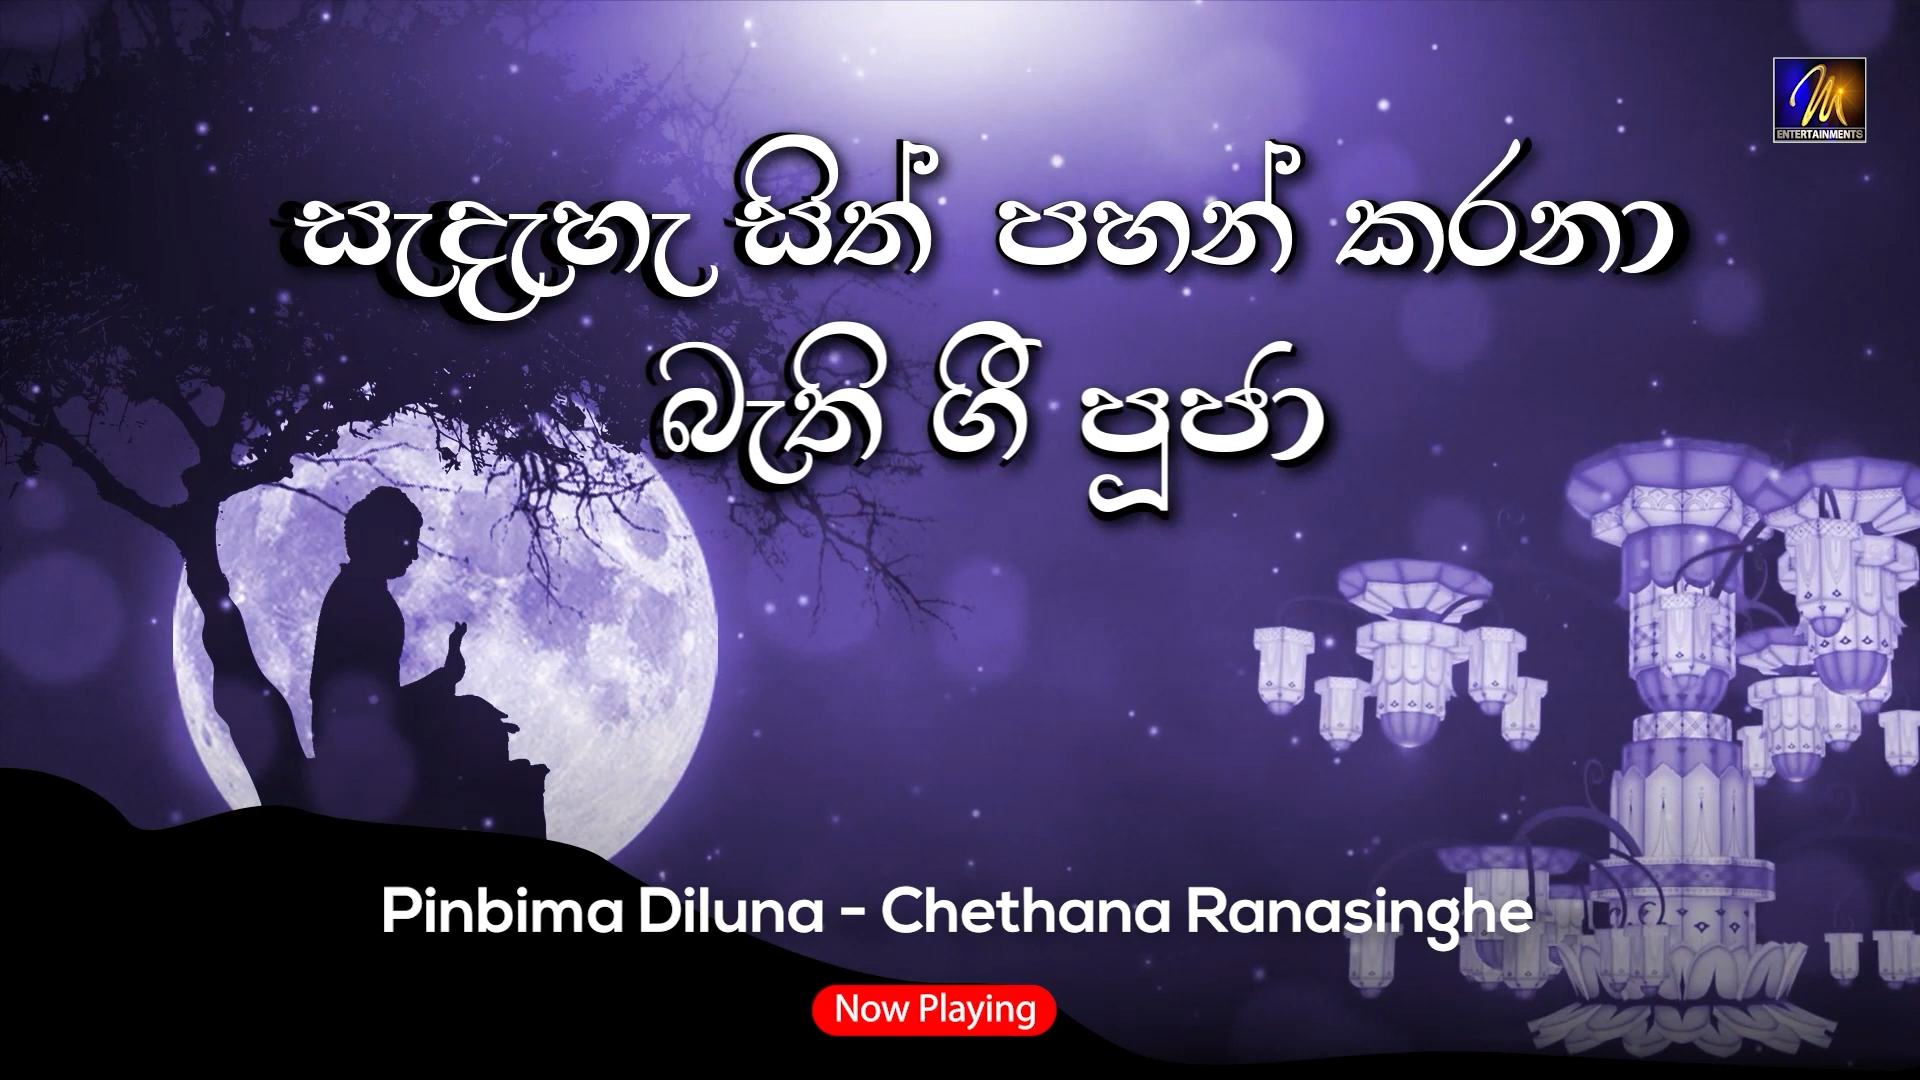 M
ENTERTAINMENTS
සැදැහැ සිත් පහන් කරනා
බැති ගී පූජා
Pinbima Diluna - Chethana Ranasinghe
Now Playing